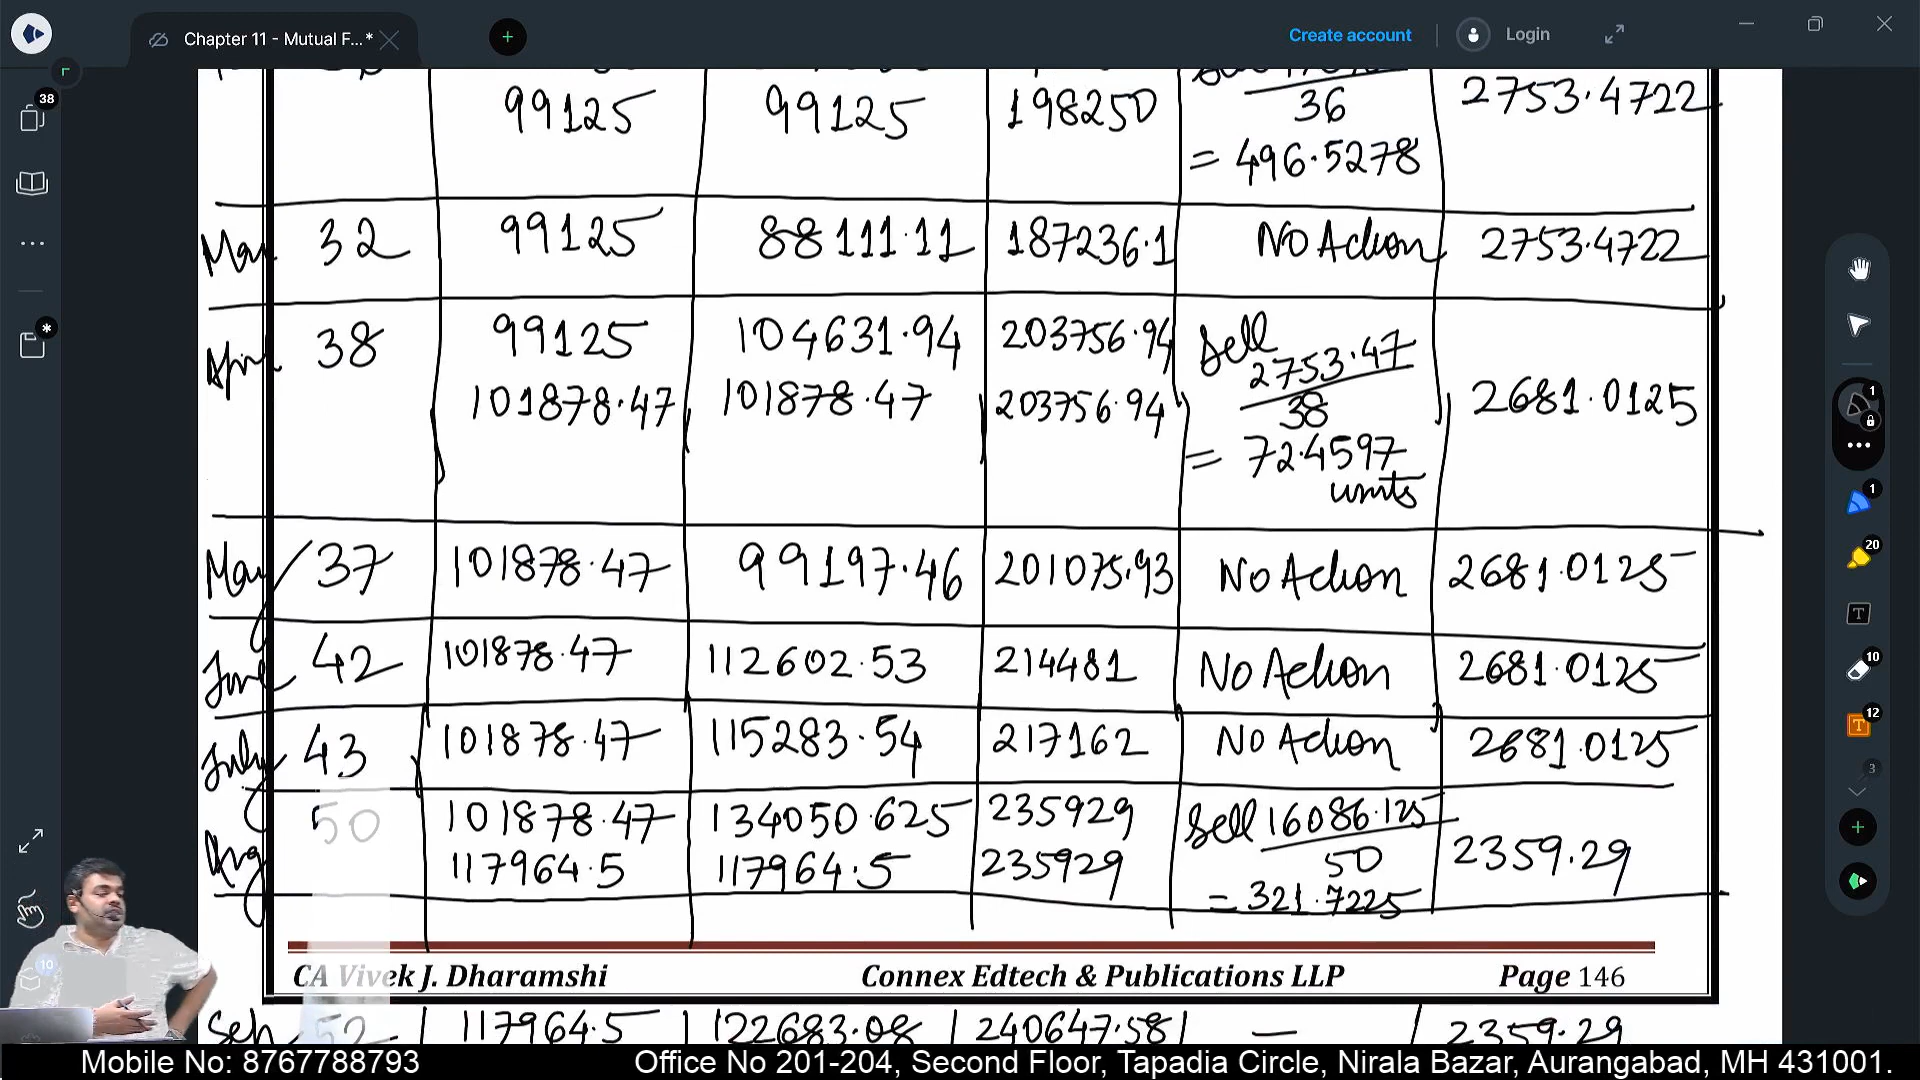 Chapter 11 - Mutual F...*
Create account
Login
38
99125 99125 198250 36 2753.4722
= 496.5278
Mar 32 99125 88111.11 187236.1 No Action 2753.4722
38 99125 104631.94 203756.94 Sell 2753.47
101878.47 101878.47 203756.94 38 2681.0125
= 72.4597
units
May 37 101878.47 99197.46 201075.93 No Action 2681.0125
June 42 101878.47 112602.53 214481 No Action 2681.0125
July 43 101878.47 115283.54 217162 No Action 2681.0125
Aug 50 101878.47 134050.625 235929 Sell 16086.125
117964.5 117964.5 235929 50 2359.29
= 321.7225
CA Vivek J. Dharamshi Connex Edtech & Publications LLP Page 146
Sep 52 117964.5 122683.08 240647.58 — 2359.29
1
1
20
T
10
T 12
3
10
Mobile No: 8767788793 Office No 201-204, Second Floor, Tapadia Circle, Nirala Bazar, Aurangabad, MH 431001.